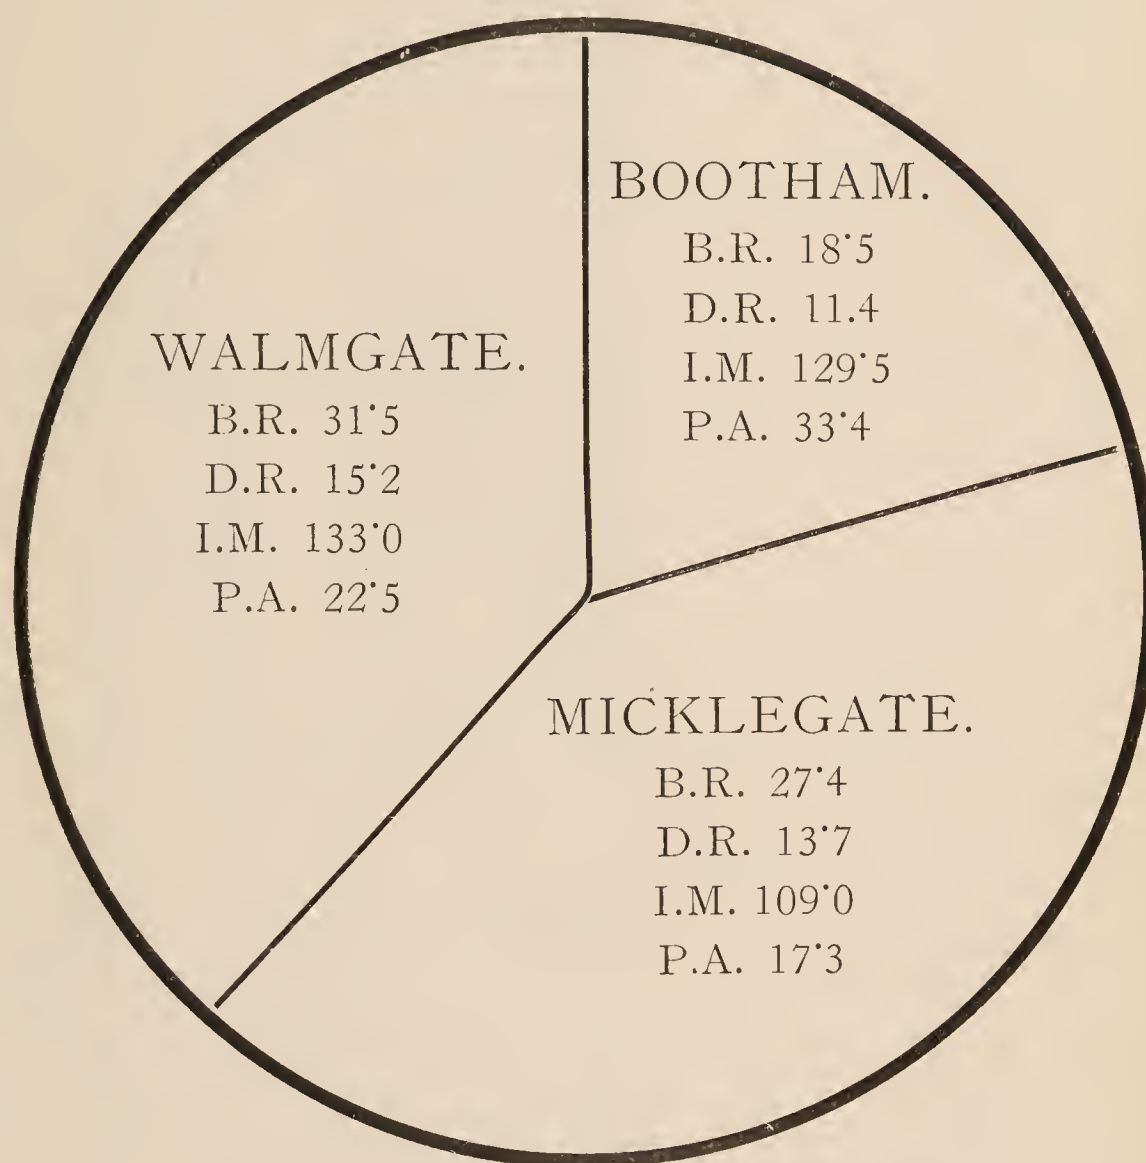 BOOTHAM.
B.R. 18·5
D.R. 11.4
I.M. 129·5
P.A. 33·4
WALMGATE.
B.R. 31·5
D.R. 15·2
I.M. 133·0
P.A. 22·5
MICKLEGATE.
B.R. 27·4
D.R. 13·7
I.M. 109·0
P.A. 17·3